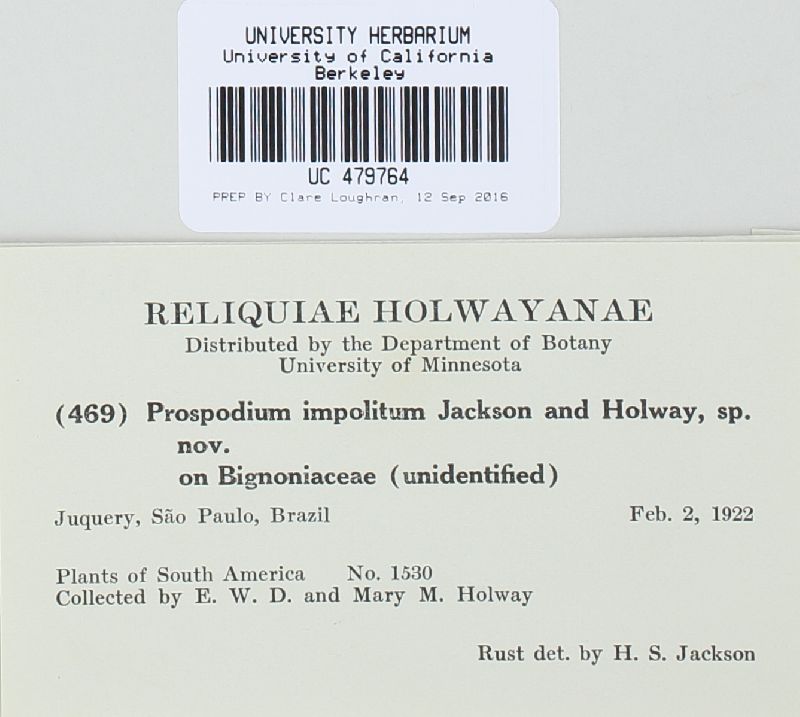 UNIVERSITY HERBARIUM
University of California
Berkeley
UC 479764
PREP BY Clare Loughran, 12 Sep 2016
RELIQUIAE HOLWAYANAE
Distributed by the Department of Botany
University of Minnesota
(469) Prospodium impolitum Jackson and Holway, sp.
nov.
on Bignoniaceae (unidentified)
Juquery, São Paulo, Brazil Feb. 2, 1922
Plants of South America No. 1530
Collected by E. W. D. and Mary M. Holway
Rust det. by H. S. Jackson